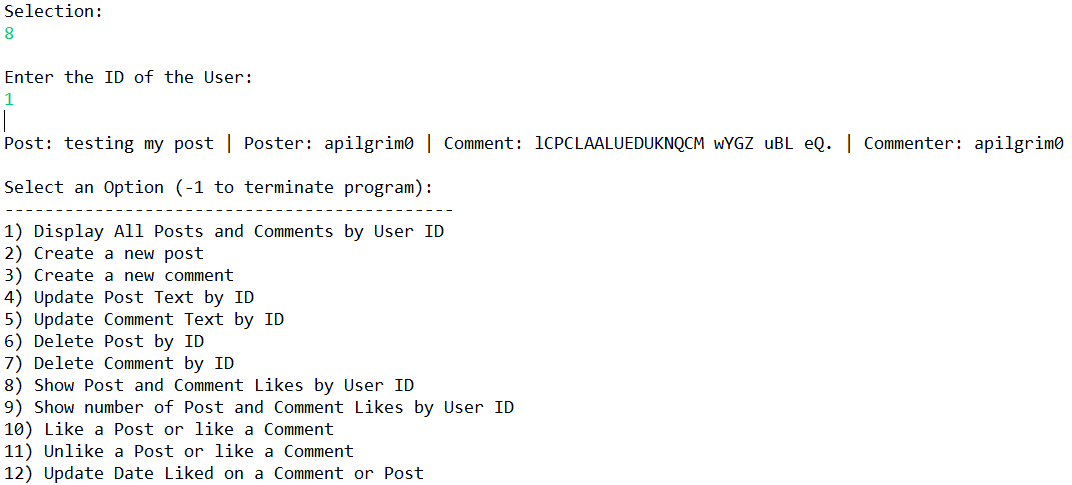 Selection:
8
Enter the ID of the User:
1
Post: testing my post | Poster: apilgrim0 | Comment: lCPCLAALUEDUKNQCM wYGZ uBL eQ. | Commenter: apilgrim0
Select an Option (-1 to terminate program):
---------------------------------------------
1) Display All Posts and Comments by User ID
2) Create a new post
3) Create a new comment
4) Update Post Text by ID
5) Update Comment Text by ID
6) Delete Post by ID
7) Delete Comment by ID
8) Show Post and Comment Likes by User ID
9) Show number of Post and Comment Likes by User ID
10) Like a Post or like a Comment
11) Unlike a Post or like a Comment
12) Update Date Liked on a Comment or Post